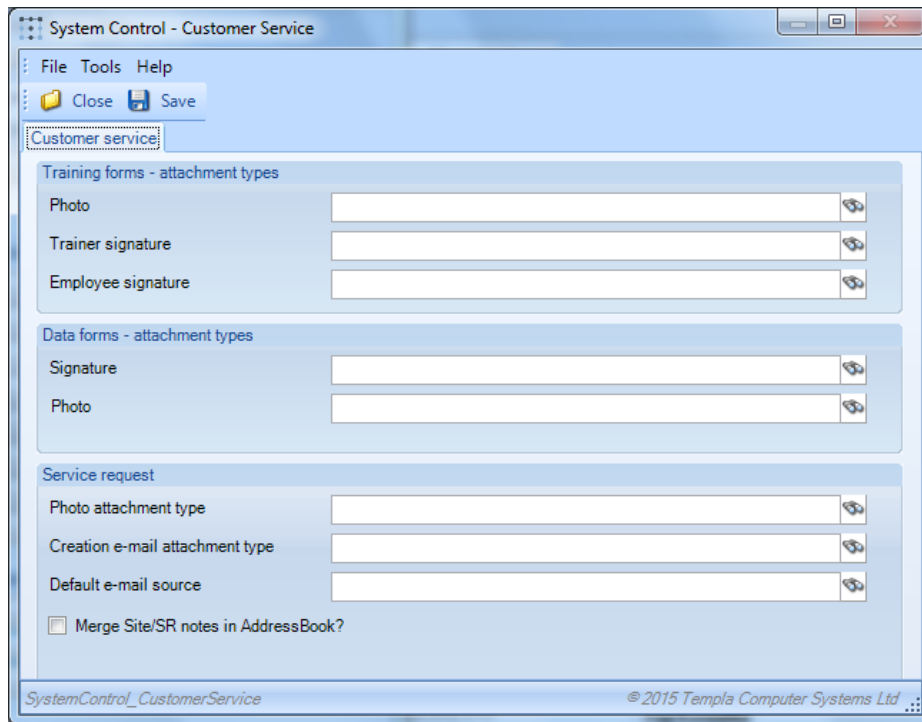 System Control - Customer Service
File Tools Help
Close Save
Customer service
Training forms - attachment types
Photo
Trainer signature
Employee signature
Data forms - attachment types
Signature
Photo
Service request
Photo attachment type
Creation e-mail attachment type
Default e-mail source
Merge Site/SR notes in AddressBook?
SystemControl_CustomerService © 2015 Templa Computer Systems Ltd